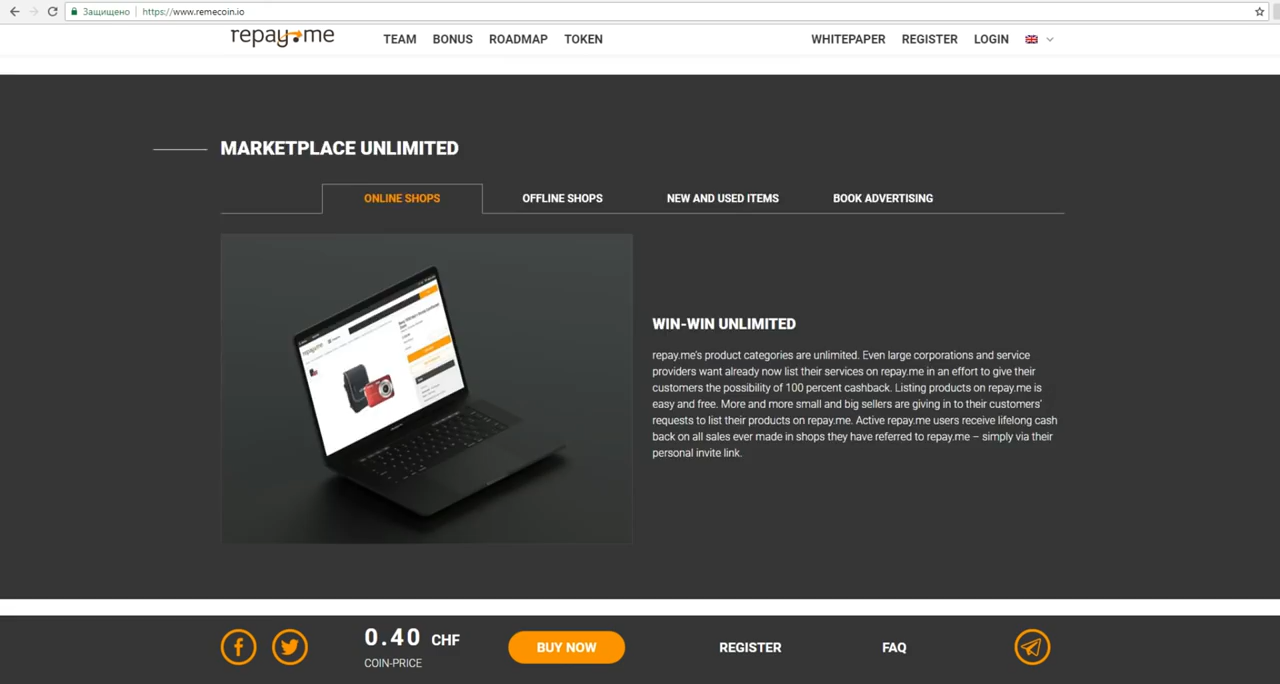 Защищено https://www.remecoin.io
repay.me TEAM BONUS ROADMAP TOKEN WHITEPAPER REGISTER LOGIN
MARKETPLACE UNLIMITED
ONLINE SHOPS OFFLINE SHOPS NEW AND USED ITEMS BOOK ADVERTISING
WIN-WIN UNLIMITED
repay.me's product categories are unlimited. Even large corporations and service
providers want already now list their services on repay.me in an effort to give their
customers the possibility of 100 percent cashback. Listing products on repay.me is
easy and free. More and more small and big sellers are giving in to their customers'
requests to list their products on repay.me. Active repay.me users receive lifelong cash
back on all sales ever made in shops they have referred to repay.me – simply via their
personal invite link.
0.40 CHF
COIN-PRICE
BUY NOW
REGISTER
FAQ